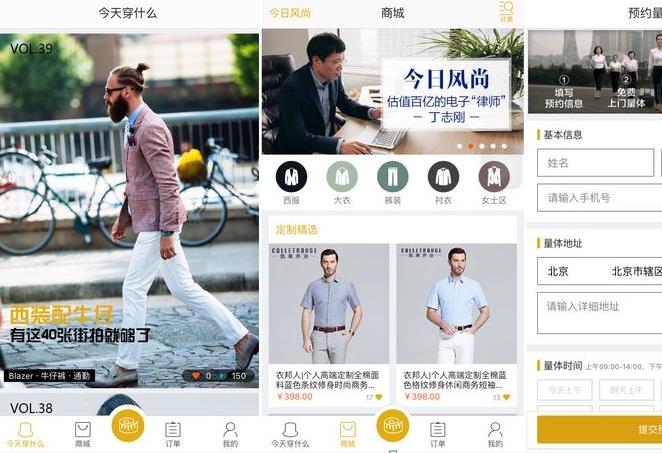 今天穿什么
VOL.39
西装配牛仔
有这40张街拍就够了
Blazer · 牛仔裤 · 通勤
0
150
VOL.38
今天穿什么
商城
订单
我的
今日风尚
商城
分类
今日风尚
估值百亿的电子“律师”
— 丁志刚 —
西服
大衣
裤装
衬衣
女士区
定制精选
COLLETROUGE
COLLETROUGE
衣邦人|个人高端定制全棉面
料蓝色条纹修身时尚商务...
¥398.00
17
衣邦人|个人高端定制全棉蓝
色格纹修身休闲商务短袖...
¥398.00
13
今天穿什么
商城
订单
我的
预约量
① 填写 预约信息
② 免费 上门量体
基本信息
姓名
请输入手机号
量体地址
北京
北京市辖区
请输入详细地址
量体时间 上午09:00-14:00，下午
今天上午
明天上午
提交预